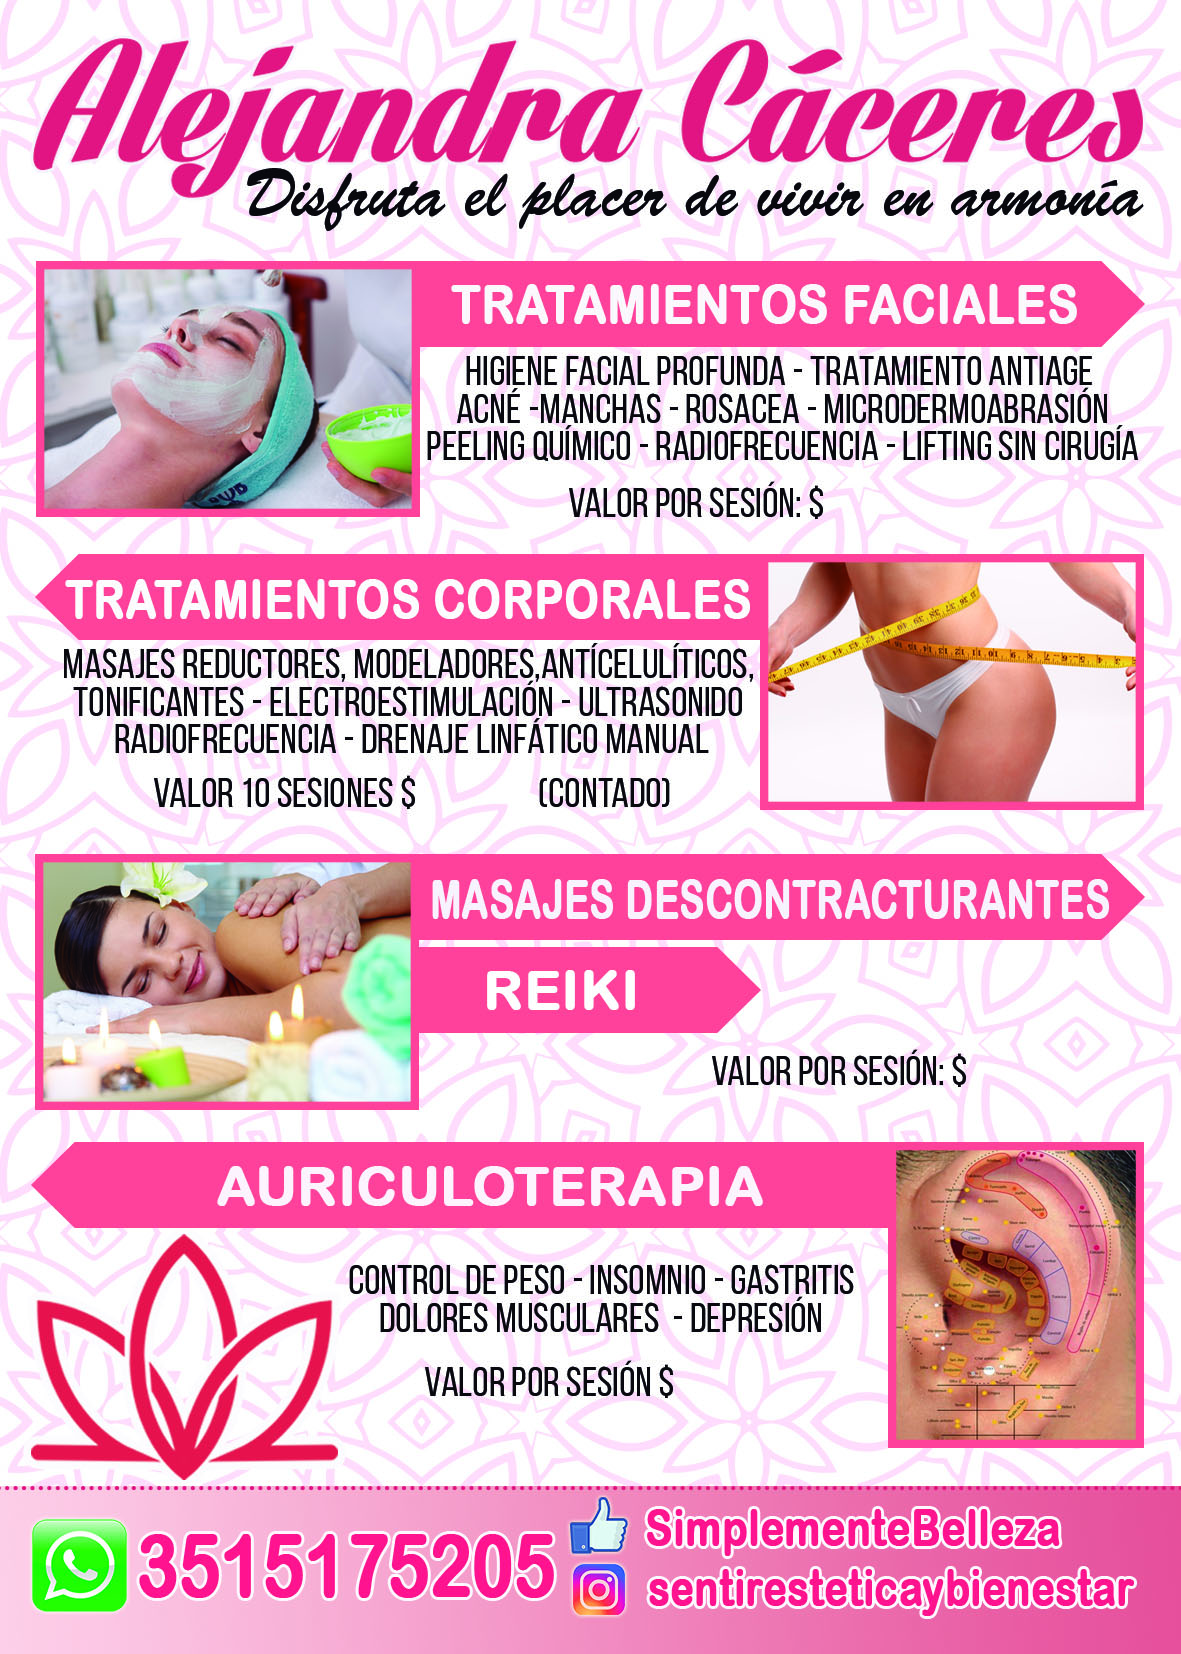 Alejandra Cáceres
Disfruta el placer de vivir en armonía
TRATAMIENTOS FACIALES
HIGIENE FACIAL PROFUNDA - TRATAMIENTO ANTIAGE
ACNÉ -MANCHAS - ROSACEA - MICRODERMOABRASIÓN
PEELING QUÍMICO - RADIOFRECUENCIA - LIFTING SIN CIRUGÍA
VALOR POR SESIÓN: $
TRATAMIENTOS CORPORALES
MASAJES REDUCTORES, MODELADORES,ANTÍCELULÍTICOS,
TONIFICANTES - ELECTROESTIMULACIÓN - ULTRASONIDO
RADIOFRECUENCIA - DRENAJE LINFÁTICO MANUAL
VALOR 10 SESIONES $ (CONTADO)
MASAJES DESCONTRACTURANTES
REIKI
VALOR POR SESIÓN: $
AURICULOTERAPIA
CONTROL DE PESO - INSOMNIO - GASTRITIS
DOLORES MUSCULARES - DEPRESIÓN
VALOR POR SESIÓN $
3515175205
SimplementeBelleza
sentiresteticaybienestar